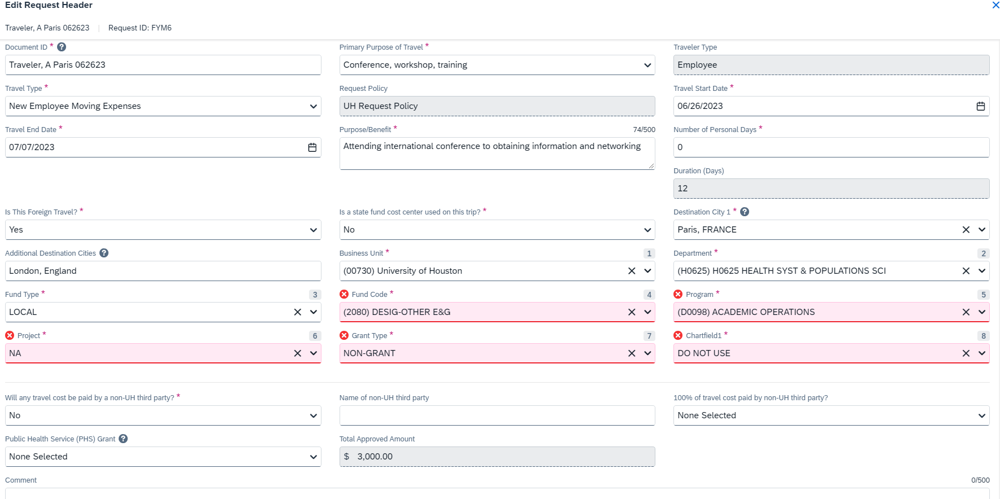 Edit Request Header
Traveler, A Paris 062623 | Request ID: FYM6
Document ID *
Primary Purpose of Travel *
Traveler Type
Traveler, A Paris 062623
Conference, workshop, training
Employee
Travel Type *
Request Policy
Travel Start Date *
New Employee Moving Expenses
UH Request Policy
06/26/2023
Travel End Date *
Purpose/Benefit *
74/500
Number of Personal Days *
07/07/2023
Attending international conference to obtaining information and networking
0
Duration (Days)
12
Is This Foreign Travel? *
Is a state fund cost center used on this trip? *
Destination City 1 *
Yes
No
Paris, FRANCE
Additional Destination Cities
Business Unit *
1
Department *
2
London, England
(00730) University of Houston
(H0625) H0625 HEALTH SYST & POPULATIONS SCI
Fund Type *
3
Fund Code *
4
Program *
5
LOCAL
(2080) DESIG-OTHER E&G
(D0098) ACADEMIC OPERATIONS
Project *
6
Grant Type *
7
Chartfield1 *
8
NA
NON-GRANT
DO NOT USE
Will any travel cost be paid by a non-UH third party? *
Name of non-UH third party
100% of travel cost paid by non-UH third party?
No
None Selected
Public Health Service (PHS) Grant
Total Approved Amount
None Selected
$ 3,000.00
Comment
0/500